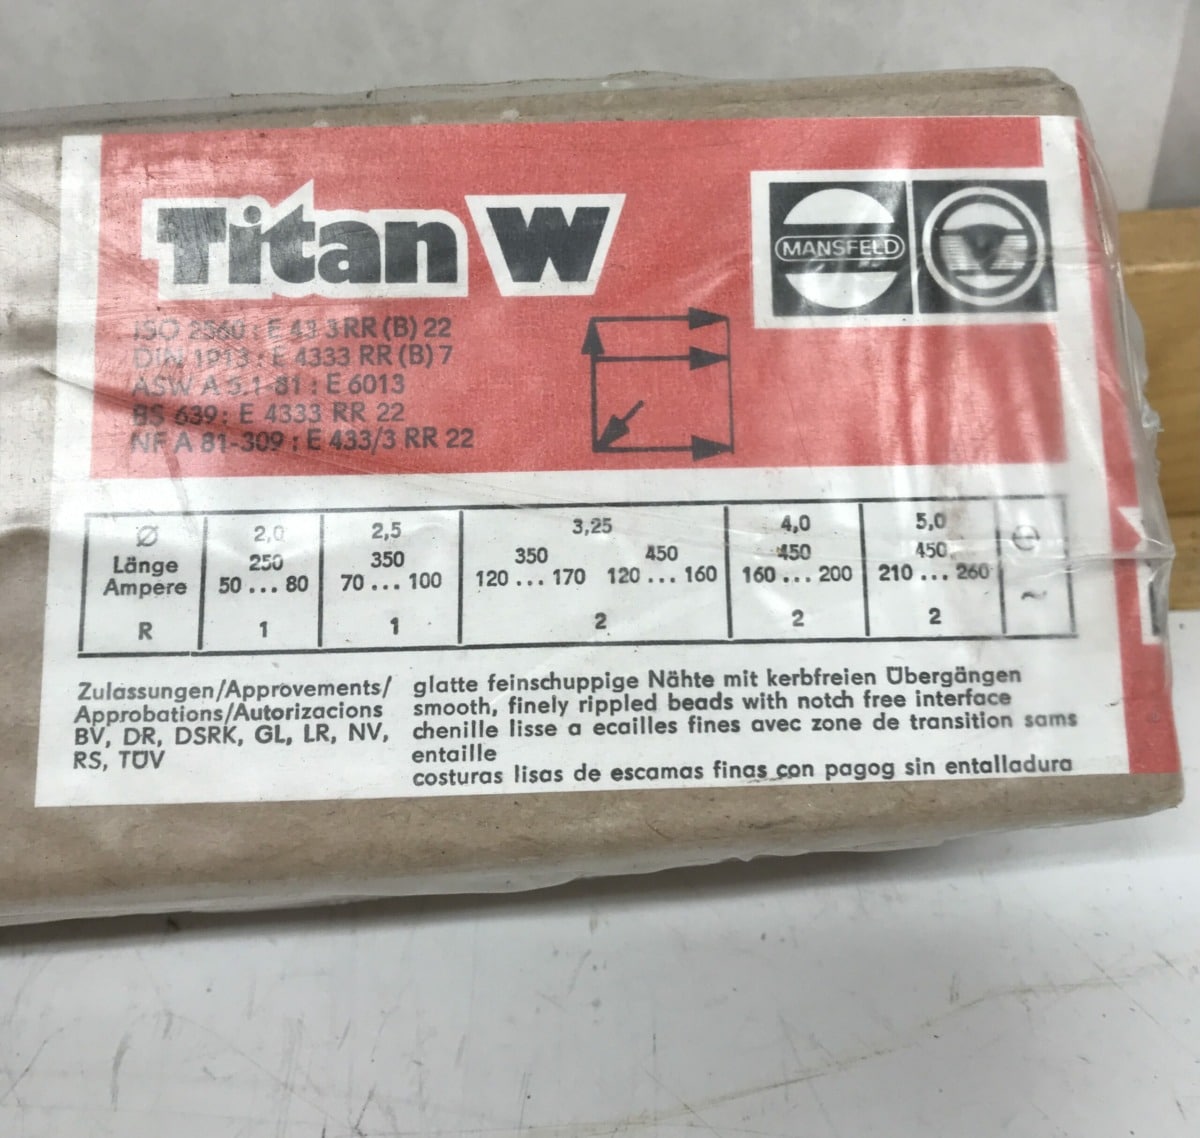 Titan W
MANSFELD
ISO 2560 : E 43 3 RR (B) 22
DIN 1913 : E 4333 RR (B) 7
ASW A 5.1-81 : E 6013
BS 639 : E 4333 RR 22
NF A 81-309 : E 433/3 RR 22
Ø 2,0 2,5 3,25 4,0 5,0
Länge 250 350 350 450 450 450
Ampere 50 ... 80 70 ... 100 120 ... 170 120 ... 160 160 ... 200 210 ... 260 ~
R 1 1 2 2 2
Zulassungen/Approvements/
Approbations/Autorizacions
BV, DR, DSRK, GL, LR, NV,
RS, TÜV
glatte feinschuppige Nähte mit kerbfreien Übergängen
smooth, finely rippled beads with notch free interface
chenille lisse a ecailles fines avec zone de transition sams
entaille
costuras lisas de escamas finas con pagog sin entalladura